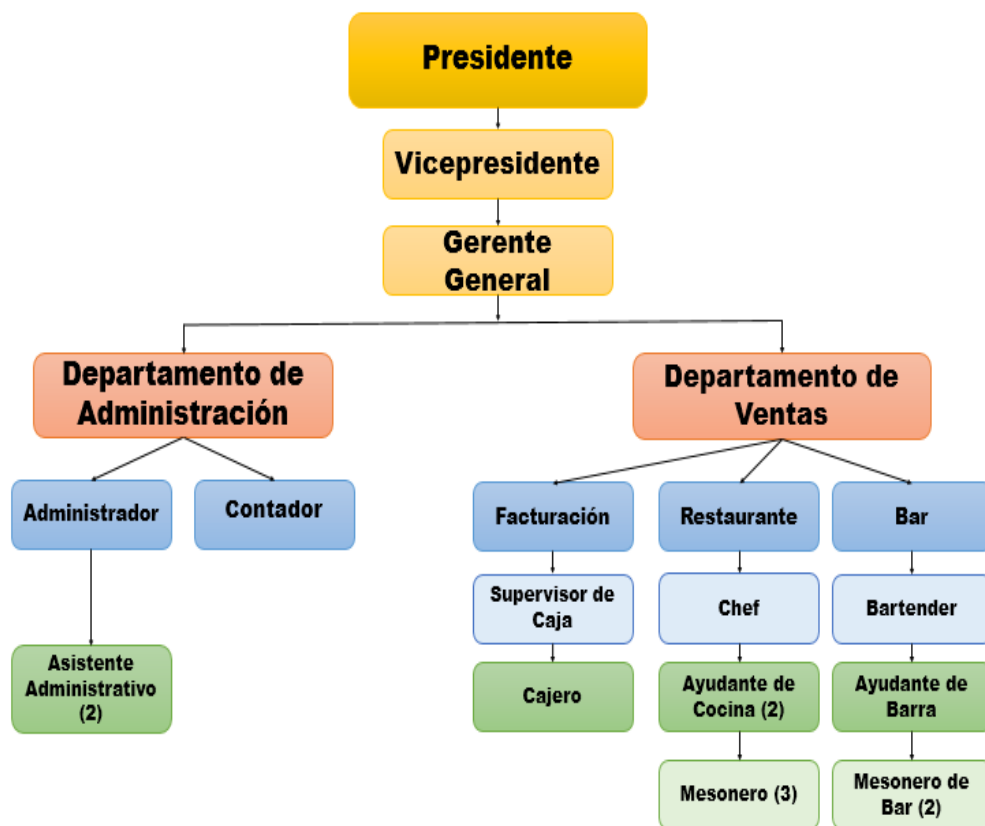 Presidente
Vicepresidente
Gerente
General
Departamento de
Administración
Departamento de
Ventas
Administrador
Contador
Facturación
Restaurante
Bar
Supervisor de
Caja
Chef
Bartender
Asistente
Administrativo
(2)
Cajero
Ayudante de
Cocina (2)
Ayudante de
Barra
Mesonero (3)
Mesonero de
Bar (2)